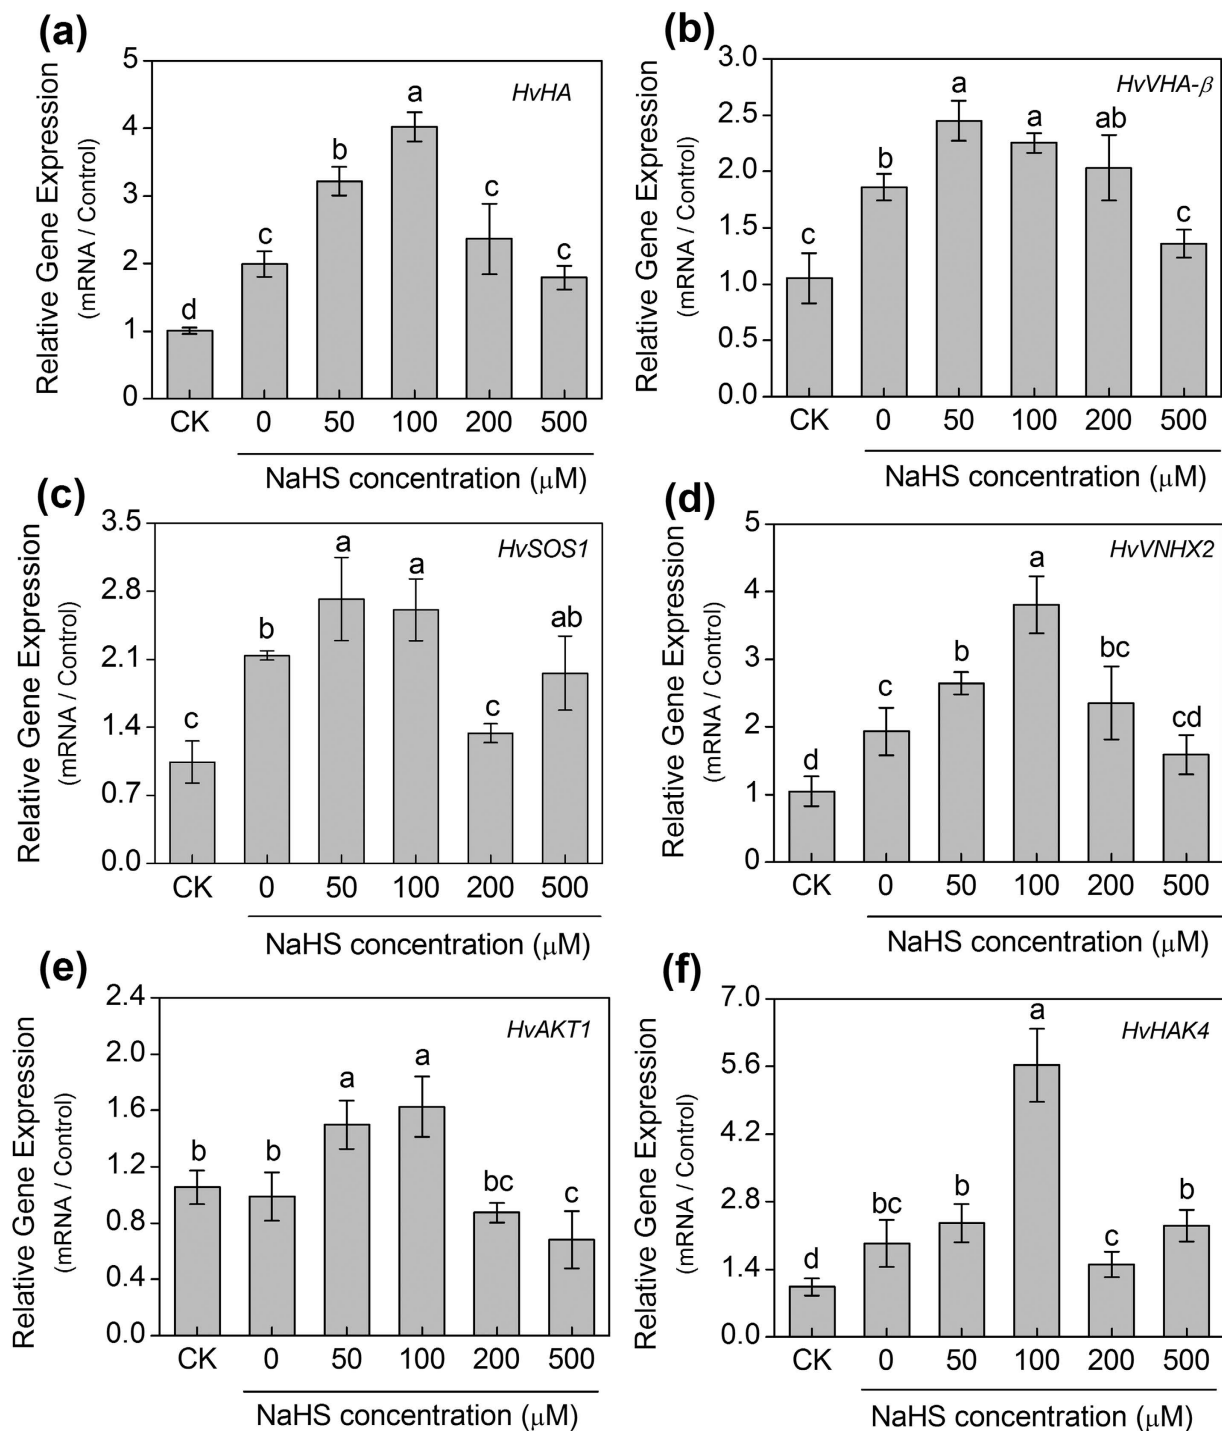 (a)
Relative Gene Expression
(mRNA / Control)
HvHA
5
4
3
2
1
0
d
c
b
a
c
c
CK 0 50 100 200 500
NaHS concentration (μM)
(b)
Relative Gene Expression
(mRNA / Control)
HvVHA-β
3.0
2.5
2.0
1.5
1.0
0.5
0.0
c
b
a
a
ab
c
CK 0 50 100 200 500
NaHS concentration (μM)
(c)
Relative Gene Expression
(mRNA / Control)
HvSOS1
3.5
2.8
2.1
1.4
0.7
0.0
c
b
a
a
c
ab
CK 0 50 100 200 500
NaHS concentration (μM)
(d)
Relative Gene Expression
(mRNA / Control)
HvVNHX2
5
4
3
2
1
0
d
c
b
a
bc
cd
CK 0 50 100 200 500
NaHS concentration (μM)
(e)
Relative Gene Expression
(mRNA / Control)
HvAKT1
2.4
2.0
1.6
1.2
0.8
0.4
0.0
b
b
a
a
bc
c
CK 0 50 100 200 500
NaHS concentration (μM)
(f)
Relative Gene Expression
(mRNA / Control)
HvHAK4
7.0
5.6
4.2
2.8
1.4
0.0
d
bc
b
a
c
b
CK 0 50 100 200 500
NaHS concentration (μM)